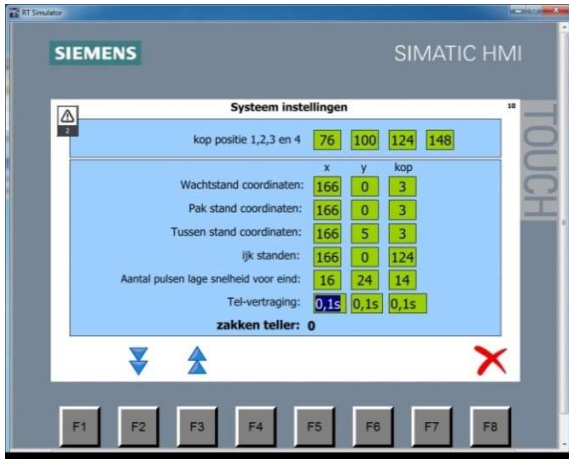 RT Simulator
SIEMENS SIMATIC HMI
TOUCH
Systeem instellingen 10
2
kop positie 1,2,3 en 4 76 100 124 148
x y kop
Wachtstand coordinaten: 166 0 3
Pak stand coordinaten: 166 0 3
Tussen stand coordinaten: 166 5 3
ijk standen: 166 0 124
Aantal pulsen lage snelheid voor eind: 16 24 14
Tel-vertraging: 0,1s 0,1s 0,1s
zakken teller: 0
F1 F2 F3 F4 F5 F6 F7 F8